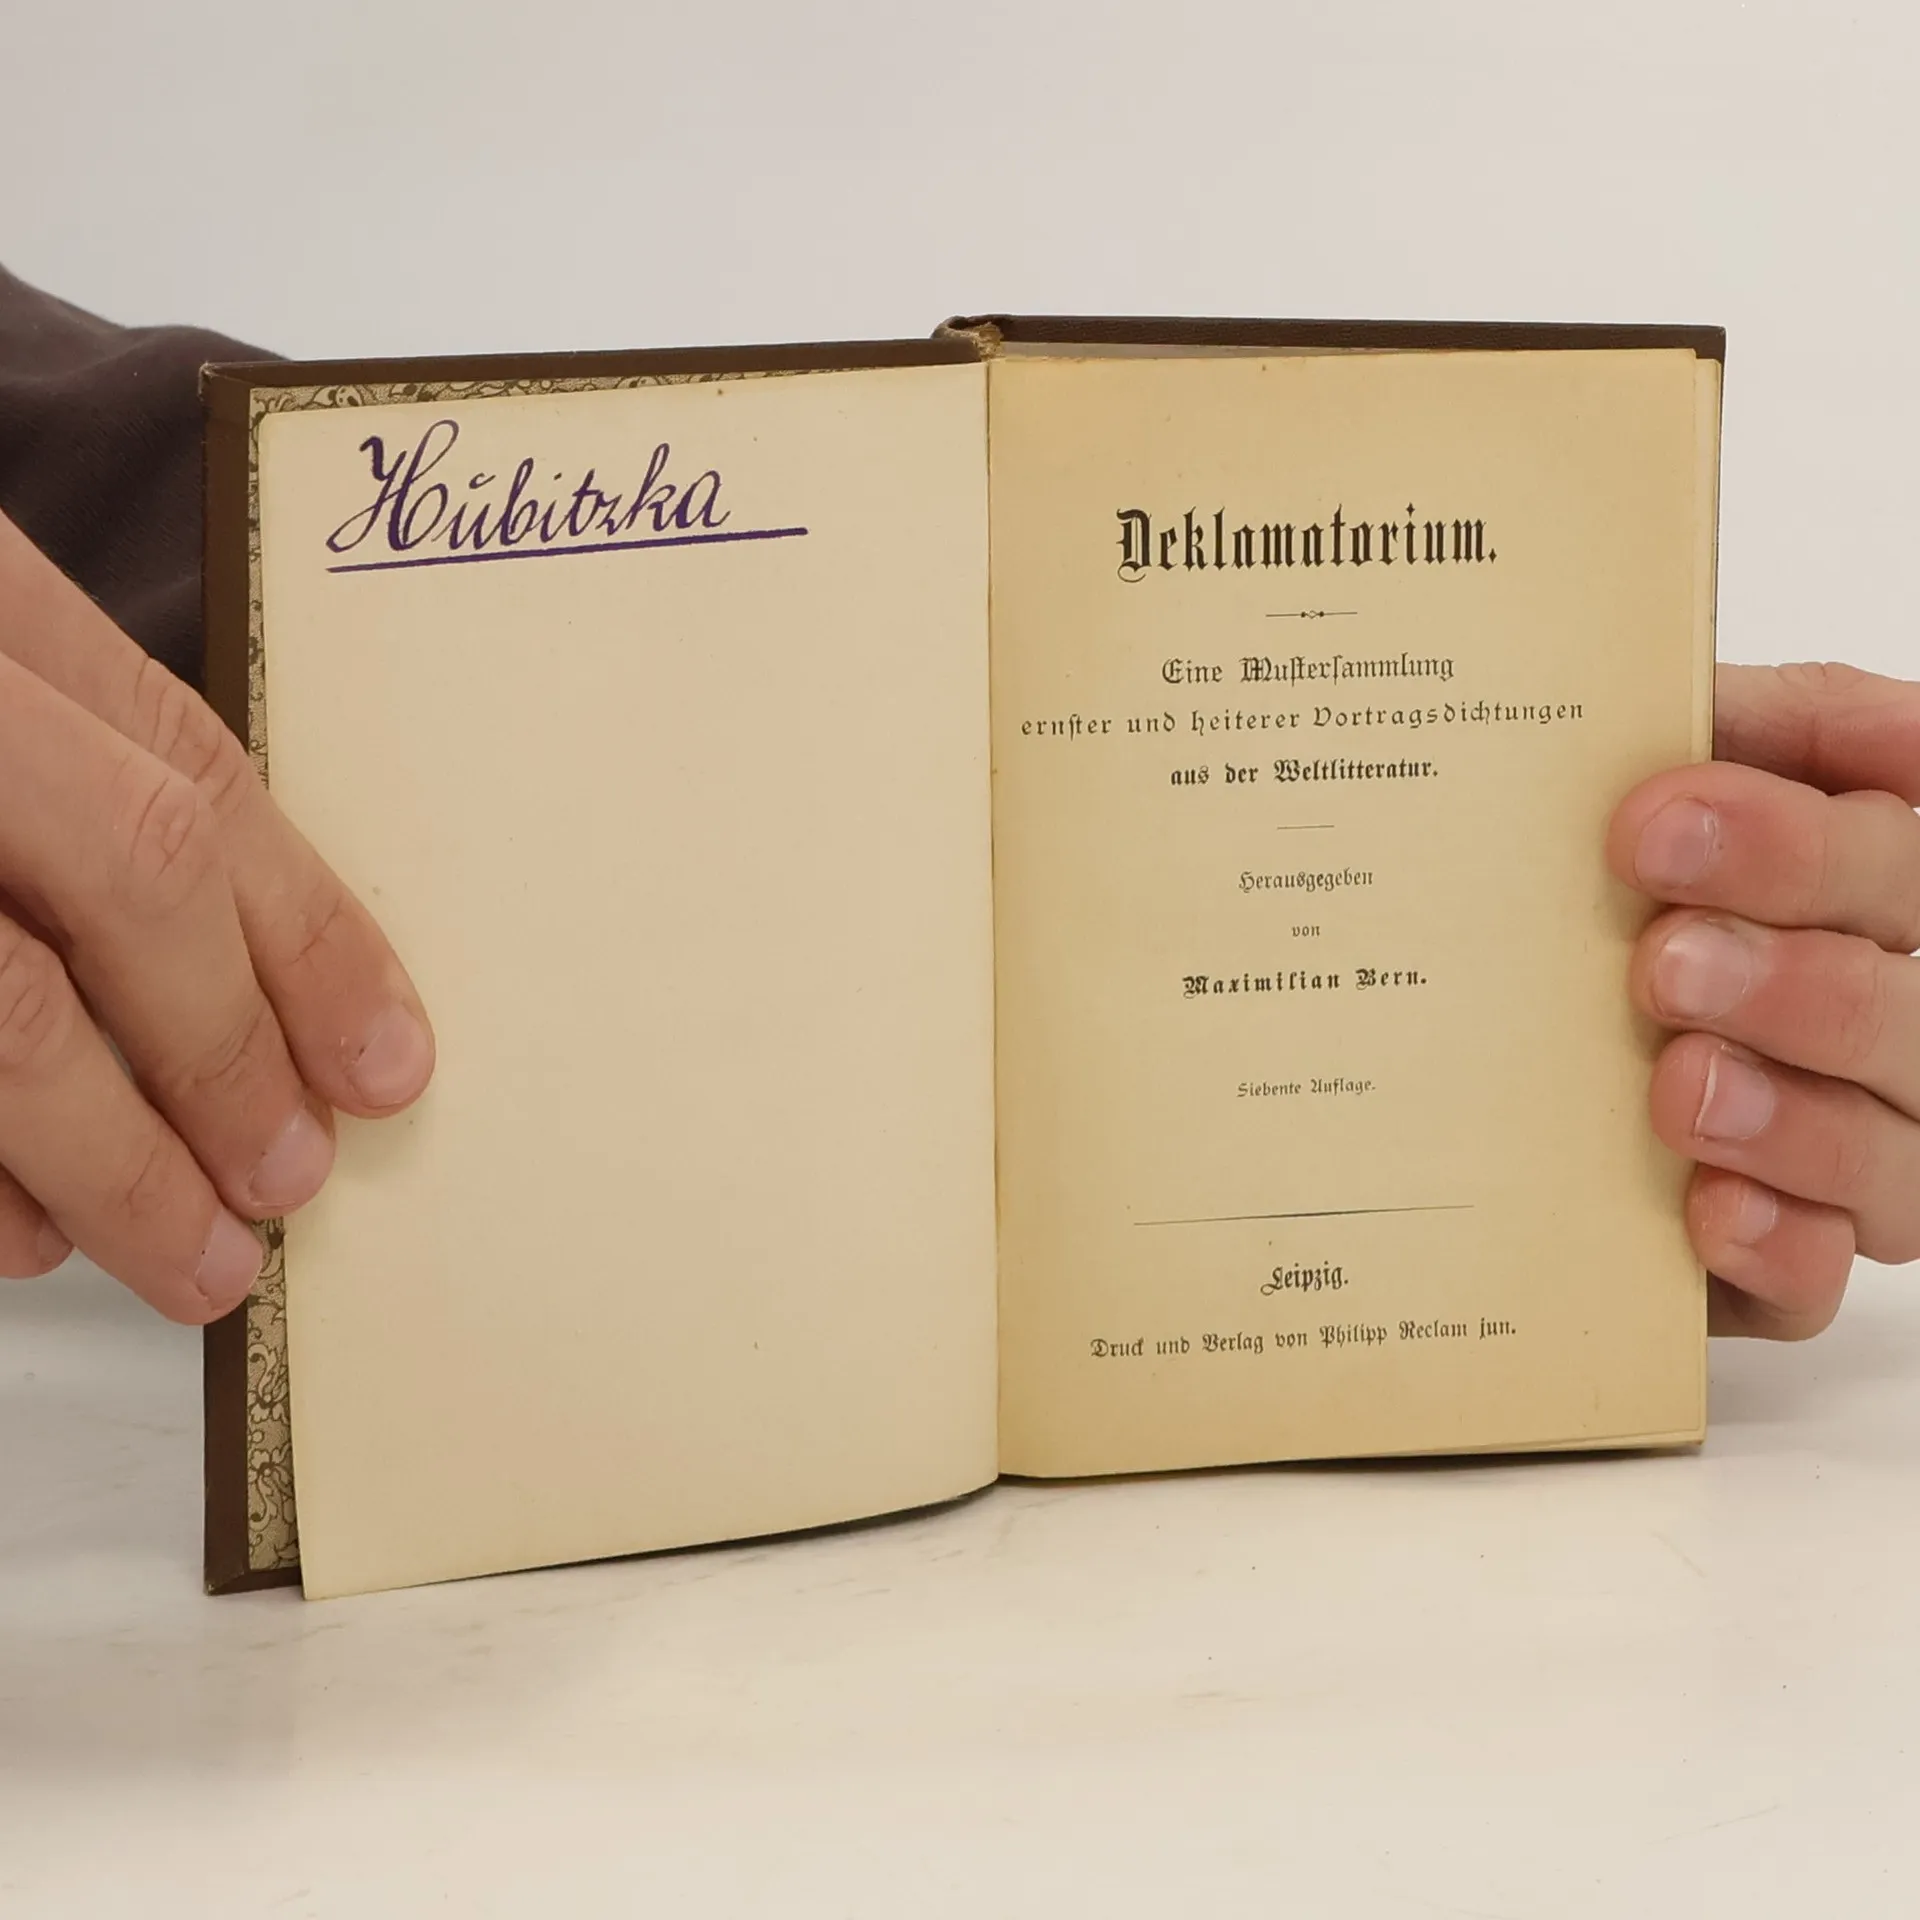 Hubitzka
Deklamatorium.
Eine Muſterſammlung
ernſter und heiterer Vortragsdichtungen
aus der Weltlitteratur.
Herausgegeben
von
Maximilian Bern.
Siebente Auflage.
Leipzig.
Druck und Verlag von Philipp Reclam jun.